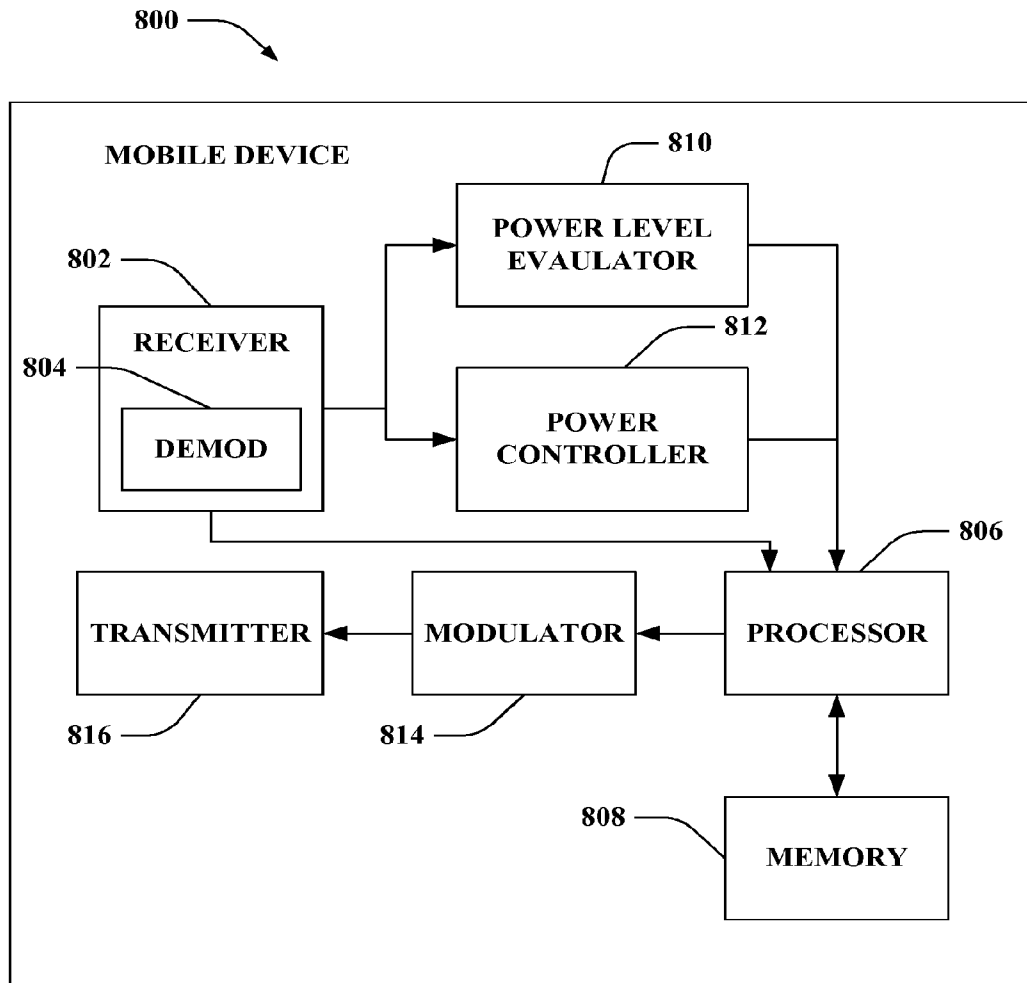 800
MOBILE DEVICE
810
POWER LEVEL
EVAULATOR
802
RECEIVER
812
804
DEMOD
POWER
CONTROLLER
806
TRANSMITTER
MODULATOR
PROCESSOR
816
814
808
MEMORY